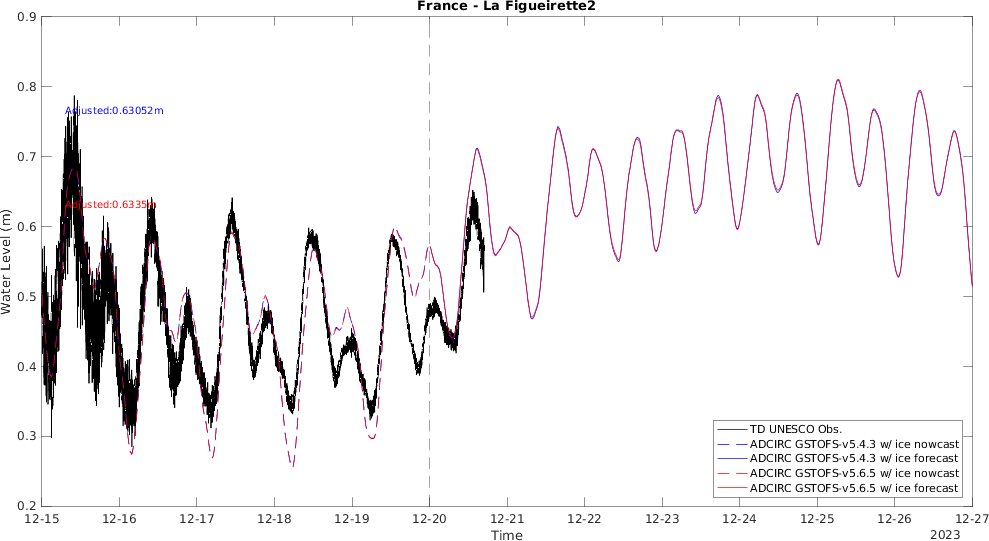 France - La Figueirette2
0.9
0.8
0.7
0.6
0.5
0.4
0.3
0.2
Water Level (m)
Adjusted:0.63052m
Adjusted:0.6335
TD UNESCO Obs.
ADCIRC GSTOFS-v5.4.3 w/ ice nowcast
ADCIRC GSTOFS-v5.4.3 w/ ice forecast
ADCIRC GSTOFS-v5.6.5 w/ ice nowcast
ADCIRC GSTOFS-v5.6.5 w/ ice forecast
12-15 12-16 12-17 12-18 12-19 12-20 12-21 12-22 12-23 12-24 12-25 12-26 12-27
Time
2023